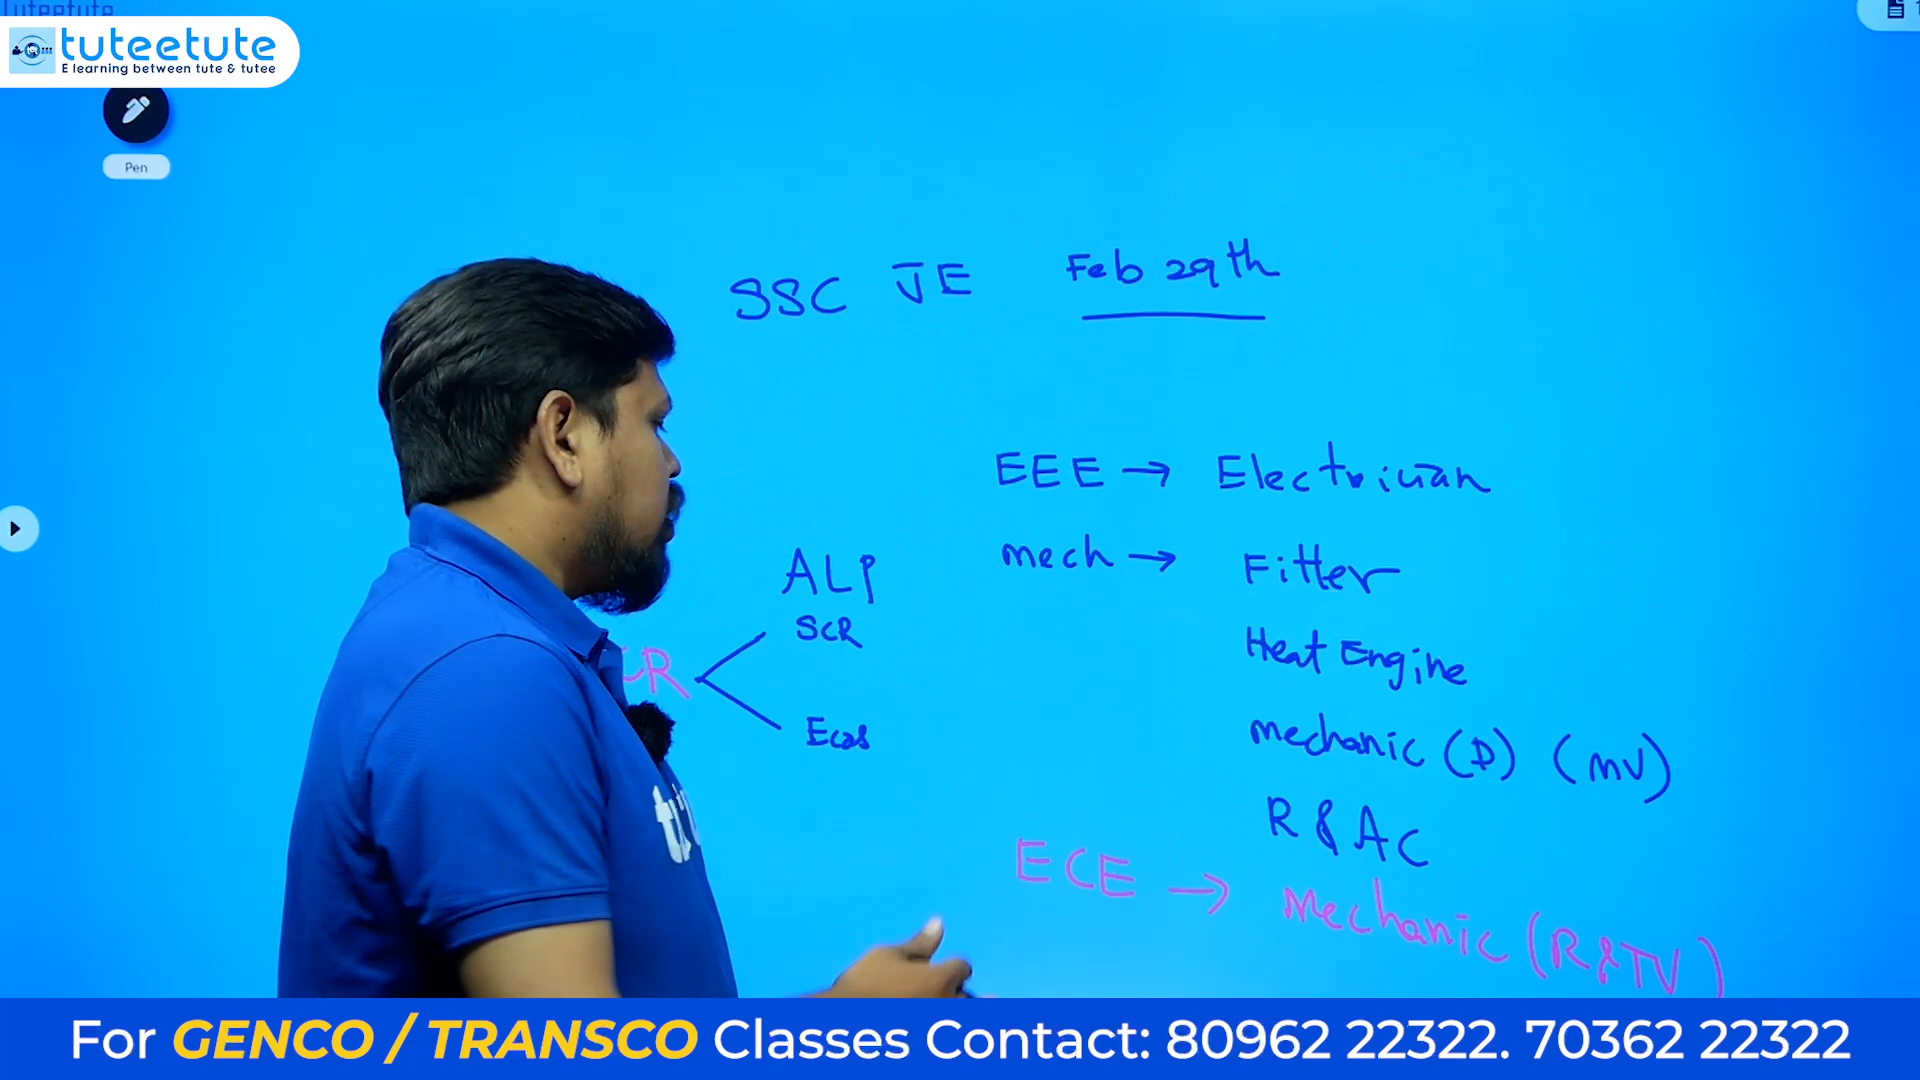 tuteetute
E learning between tute & tutee
Pen
SSC JE Feb 29th
EEE → Electrician
mech → Fitter
ALP
SCR
Heat Engine
CR
Mechanic (D) (MV)
R & AC
ECE → Mechanic (R & TV)
For GENCO / TRANSCO Classes Contact: 80962 22322. 70362 22322